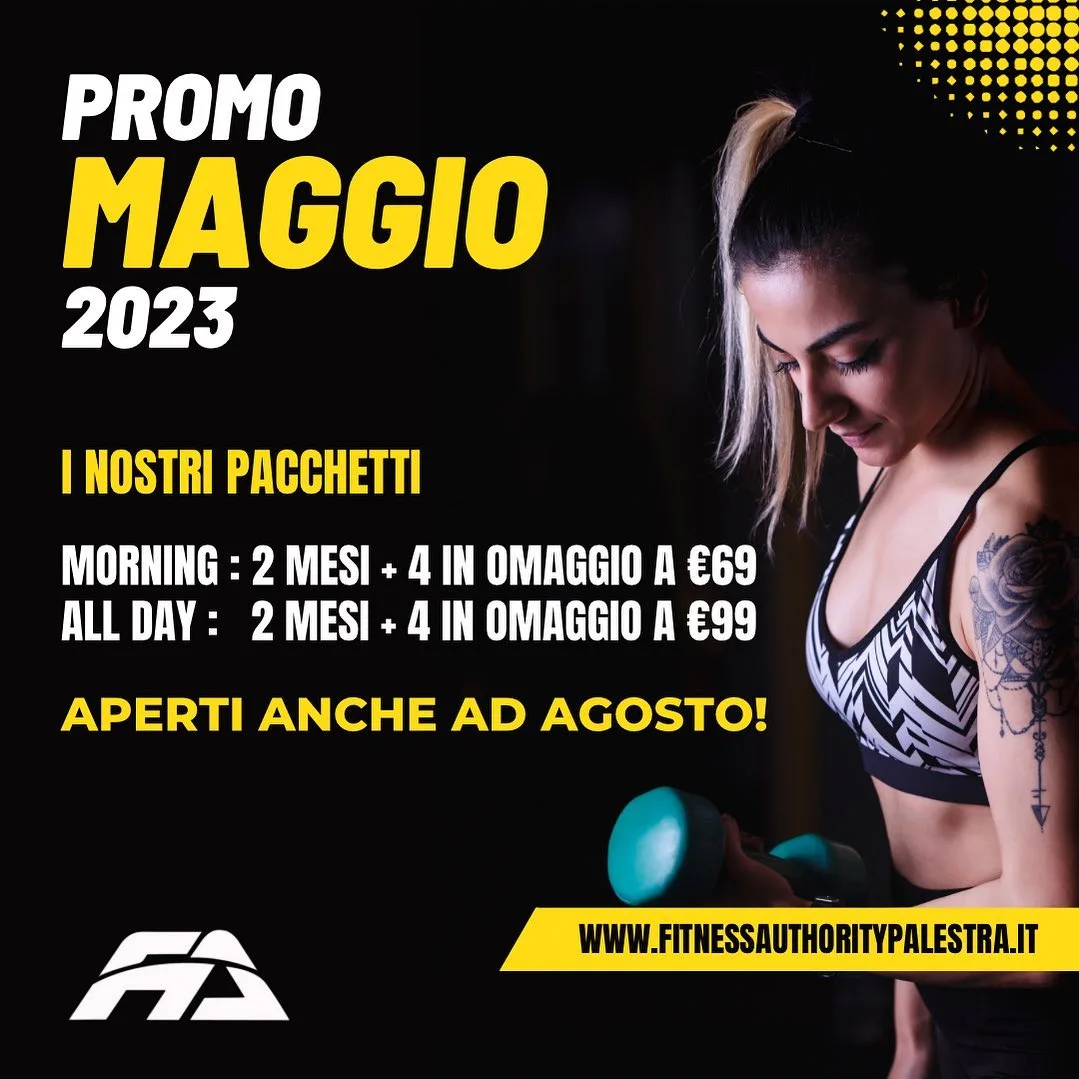 PROMO
MAGGIO
2023
I NOSTRI PACCHETTI
MORNING : 2 MESI + 4 IN OMAGGIO A €69
ALL DAY : 2 MESI + 4 IN OMAGGIO A €99
APERTI ANCHE AD AGOSTO!
WWW.FITNESSAUTHORITYPALESTRA.IT
FA